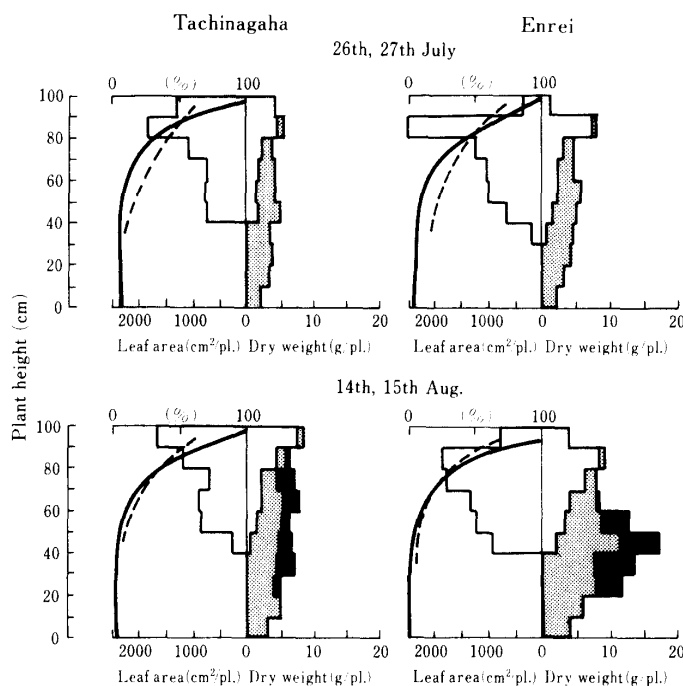 Tachinagaha Enrei
26th, 27th July
0 (%) 100 0 (%) 100
100
80
60
40
20
0
2000 1000 0 10 20 2000 1000 0 10 20
Leaf area(cm²/pl.) Dry weight(g/pl.) Leaf area(cm²/pl.) Dry weight(g/pl.)
Plant height (cm)
14th, 15th Aug.
0 (%) 100 0 (%) 100
100
80
60
40
20
0
2000 1000 0 10 20 2000 1000 0 10 20
Leaf area(cm²/pl.) Dry weight(g/pl.) Leaf area(cm²/pl.) Dry weight(g/pl.)